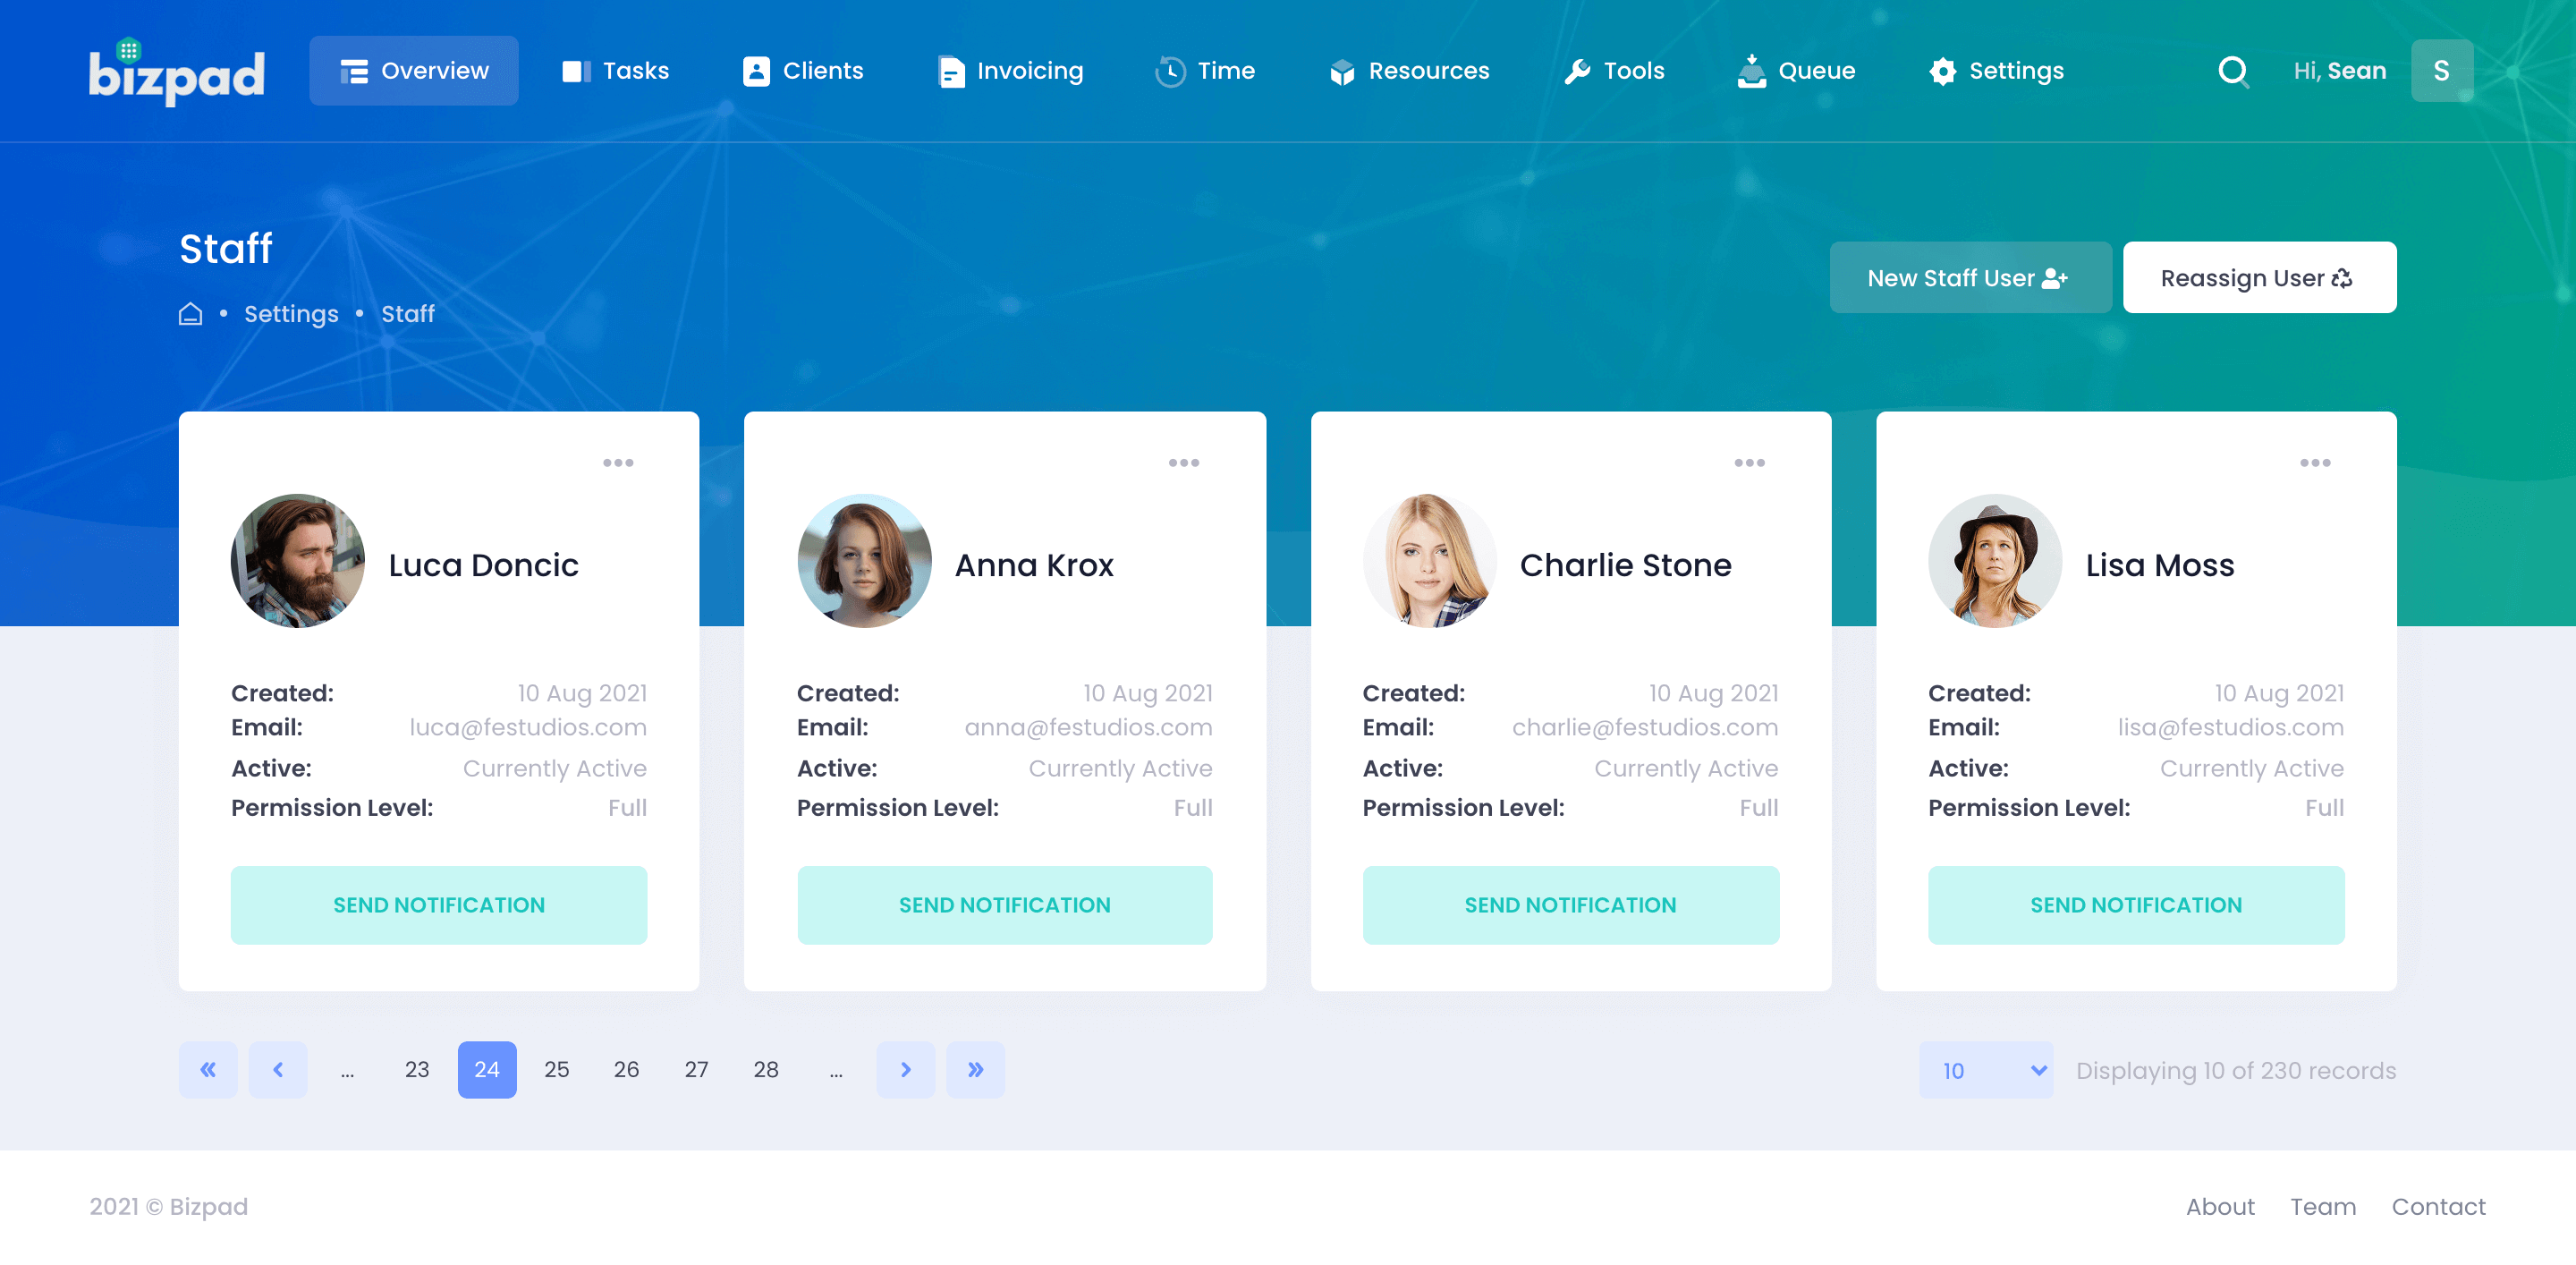 bizpad Overview Tasks Clients Invoicing Time Resources Tools Queue Settings Hi, Sean S
Staff
Settings • Staff
New Staff User Reassign User
Luca Doncic
Created: 10 Aug 2021
Email: luca@festudios.com
Active: Currently Active
Permission Level: Full
SEND NOTIFICATION
Anna Krox
Created: 10 Aug 2021
Email: anna@festudios.com
Active: Currently Active
Permission Level: Full
SEND NOTIFICATION
Charlie Stone
Created: 10 Aug 2021
Email: charlie@festudios.com
Active: Currently Active
Permission Level: Full
SEND NOTIFICATION
Lisa Moss
Created: 10 Aug 2021
Email: lisa@festudios.com
Active: Currently Active
Permission Level: Full
SEND NOTIFICATION
« ‹ ... 23 24 25 26 27 28 ... › »
10 Displaying 10 of 230 records
2021 © Bizpad About Team Contact